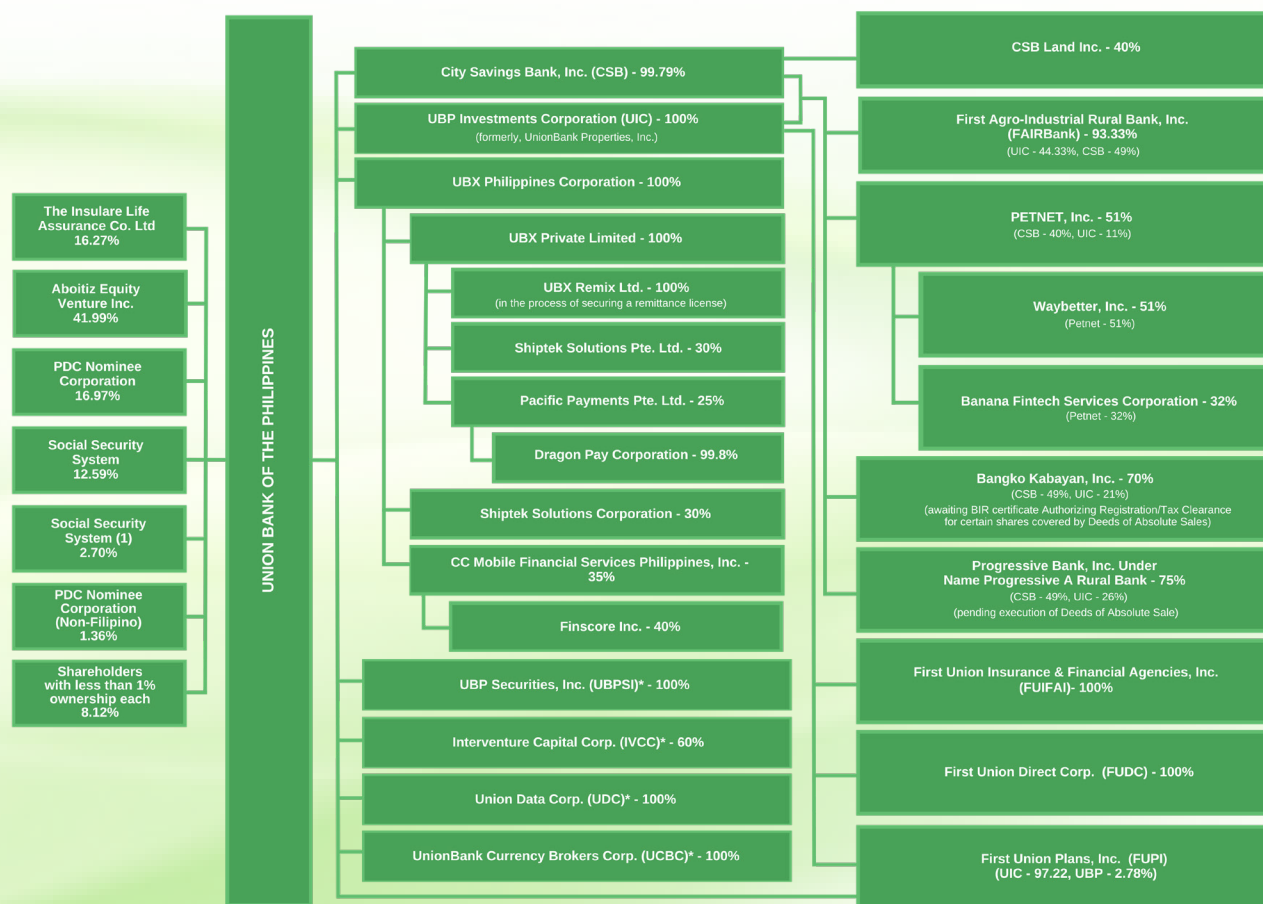 The Insulare Life
Assurance Co. Ltd
16.27%
Aboitiz Equity
Venture Inc.
41.99%
PDC Nominee
Corporation
16.97%
Social Security
System
12.59%
Social Security
System (1)
2.70%
PDC Nominee
Corporation
(Non-Filipino)
1.36%
Shareholders
with less than 1%
ownership each
8.12%
UNION BANK OF THE PHILIPPINES
City Savings Bank, Inc. (CSB) - 99.79%
UBP Investments Corporation (UIC) - 100%
(formerly, UnionBank Properties, Inc.)
UBX Philippines Corporation - 100%
UBX Private Limited - 100%
UBX Remix Ltd. - 100%
(in the process of securing a remittance license)
Shiptek Solutions Pte. Ltd. - 30%
Pacific Payments Pte. Ltd. - 25%
Dragon Pay Corporation - 99.8%
Shiptek Solutions Corporation - 30%
CC Mobile Financial Services Philippines, Inc. -
35%
Finscore Inc. - 40%
UBP Securities, Inc. (UBPSI)* - 100%
Interventure Capital Corp. (IVCC)* - 60%
Union Data Corp. (UDC)* - 100%
UnionBank Currency Brokers Corp. (UCBC)* - 100%
CSB Land Inc. - 40%
First Agro-Industrial Rural Bank, Inc.
(FAIRBank) - 93.33%
(UIC - 44.33%, CSB - 49%)
PETNET, Inc. - 51%
(CSB - 40%, UIC - 11%)
Waybetter, Inc. - 51%
(Petnet - 51%)
Banana Fintech Services Corporation - 32%
(Petnet - 32%)
Bangko Kabayan, Inc. - 70%
(CSB - 49%, UIC - 21%)
(awaiting BIR certificate Authorizing Registration/Tax Clearance
for certain shares covered by Deeds of Absolute Sales)
Progressive Bank, Inc. Under
Name Progressive A Rural Bank - 75%
(CSB - 49%, UIC - 26%)
(pending execution of Deeds of Absolute Sale)
First Union Insurance & Financial Agencies, Inc.
(FUIFAI)- 100%
First Union Direct Corp. (FUDC) - 100%
First Union Plans, Inc. (FUPI)
(UIC - 97.22, UBP - 2.78%)